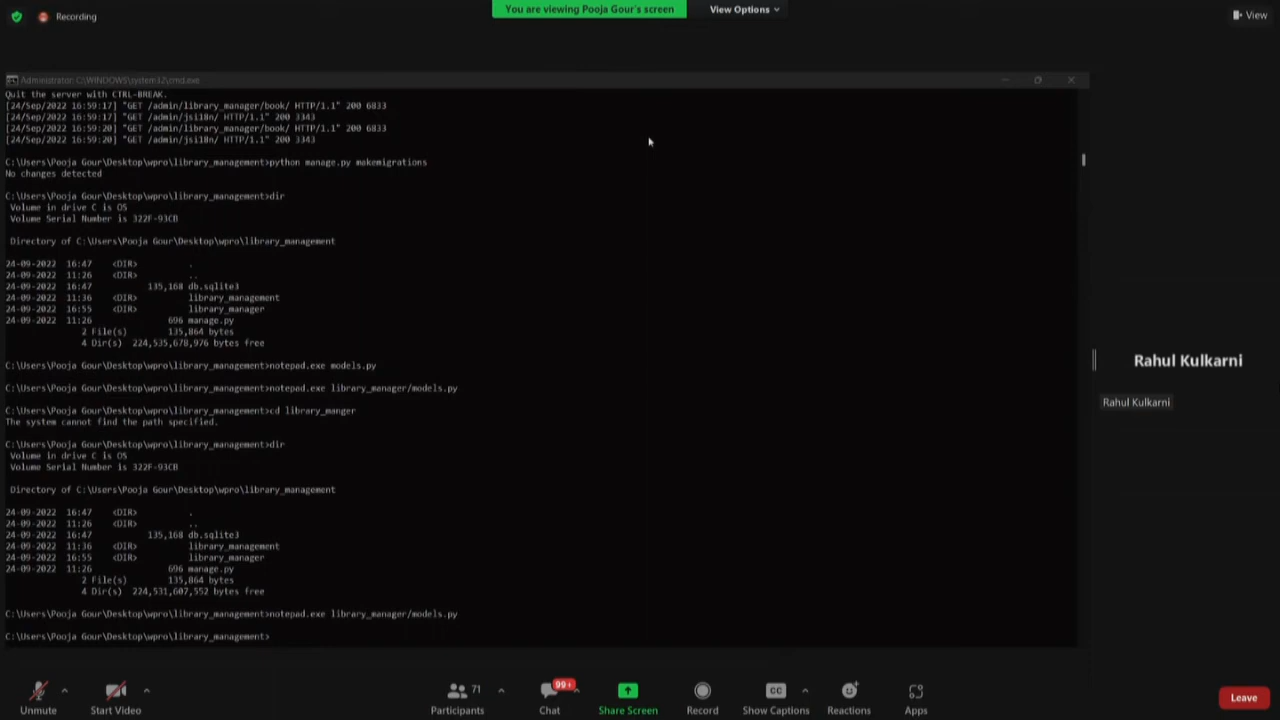 Recording
You are viewing Pooja Gour's screen
View Options
View
Administrator: C:\WINDOWS\system32\cmd.exe
Quit the server with CTRL-BREAK.
[24/Sep/2022 16:59:17] "GET /admin/library_manager/book/ HTTP/1.1" 200 6833
[24/Sep/2022 16:59:17] "GET /admin/jsi18n/ HTTP/1.1" 200 3343
[24/Sep/2022 16:59:20] "GET /admin/library_manager/book/ HTTP/1.1" 200 6833
[24/Sep/2022 16:59:20] "GET /admin/jsi18n/ HTTP/1.1" 200 3343
C:\Users\Pooja Gour\Desktop\wpro\library_management>python manage.py makemigrations
No changes detected
C:\Users\Pooja Gour\Desktop\wpro\library_management>dir
Volume in drive C is OS
Volume Serial Number is 322F-93CB
Directory of C:\Users\Pooja Gour\Desktop\wpro\library_management
24-09-2022 16:47 <DIR> .
24-09-2022 11:26 <DIR> ..
24-09-2022 16:47 135,168 db.sqlite3
24-09-2022 11:36 <DIR> library_management
24-09-2022 16:55 <DIR> library_manager
24-09-2022 11:26 696 manage.py
2 File(s) 135,864 bytes
4 Dir(s) 224,535,678,976 bytes free
C:\Users\Pooja Gour\Desktop\wpro\library_management>notepad.exe models.py
C:\Users\Pooja Gour\Desktop\wpro\library_management>notepad.exe library_manager/models.py
C:\Users\Pooja Gour\Desktop\wpro\library_management>cd library_manger
The system cannot find the path specified.
C:\Users\Pooja Gour\Desktop\wpro\library_management>dir
Volume in drive C is OS
Volume Serial Number is 322F-93CB
Directory of C:\Users\Pooja Gour\Desktop\wpro\library_management
24-09-2022 16:47 <DIR> .
24-09-2022 11:26 <DIR> ..
24-09-2022 16:47 135,168 db.sqlite3
24-09-2022 11:36 <DIR> library_management
24-09-2022 16:55 <DIR> library_manager
24-09-2022 11:26 696 manage.py
2 File(s) 135,864 bytes
4 Dir(s) 224,531,607,552 bytes free
C:\Users\Pooja Gour\Desktop\wpro\library_management>notepad.exe library_manager/models.py
C:\Users\Pooja Gour\Desktop\wpro\library_management>
Rahul Kulkarni
Rahul Kulkarni
Unmute
Start Video
71
Participants
99+
Chat
Share Screen
Record
CC
Show Captions
Reactions
Apps
Leave